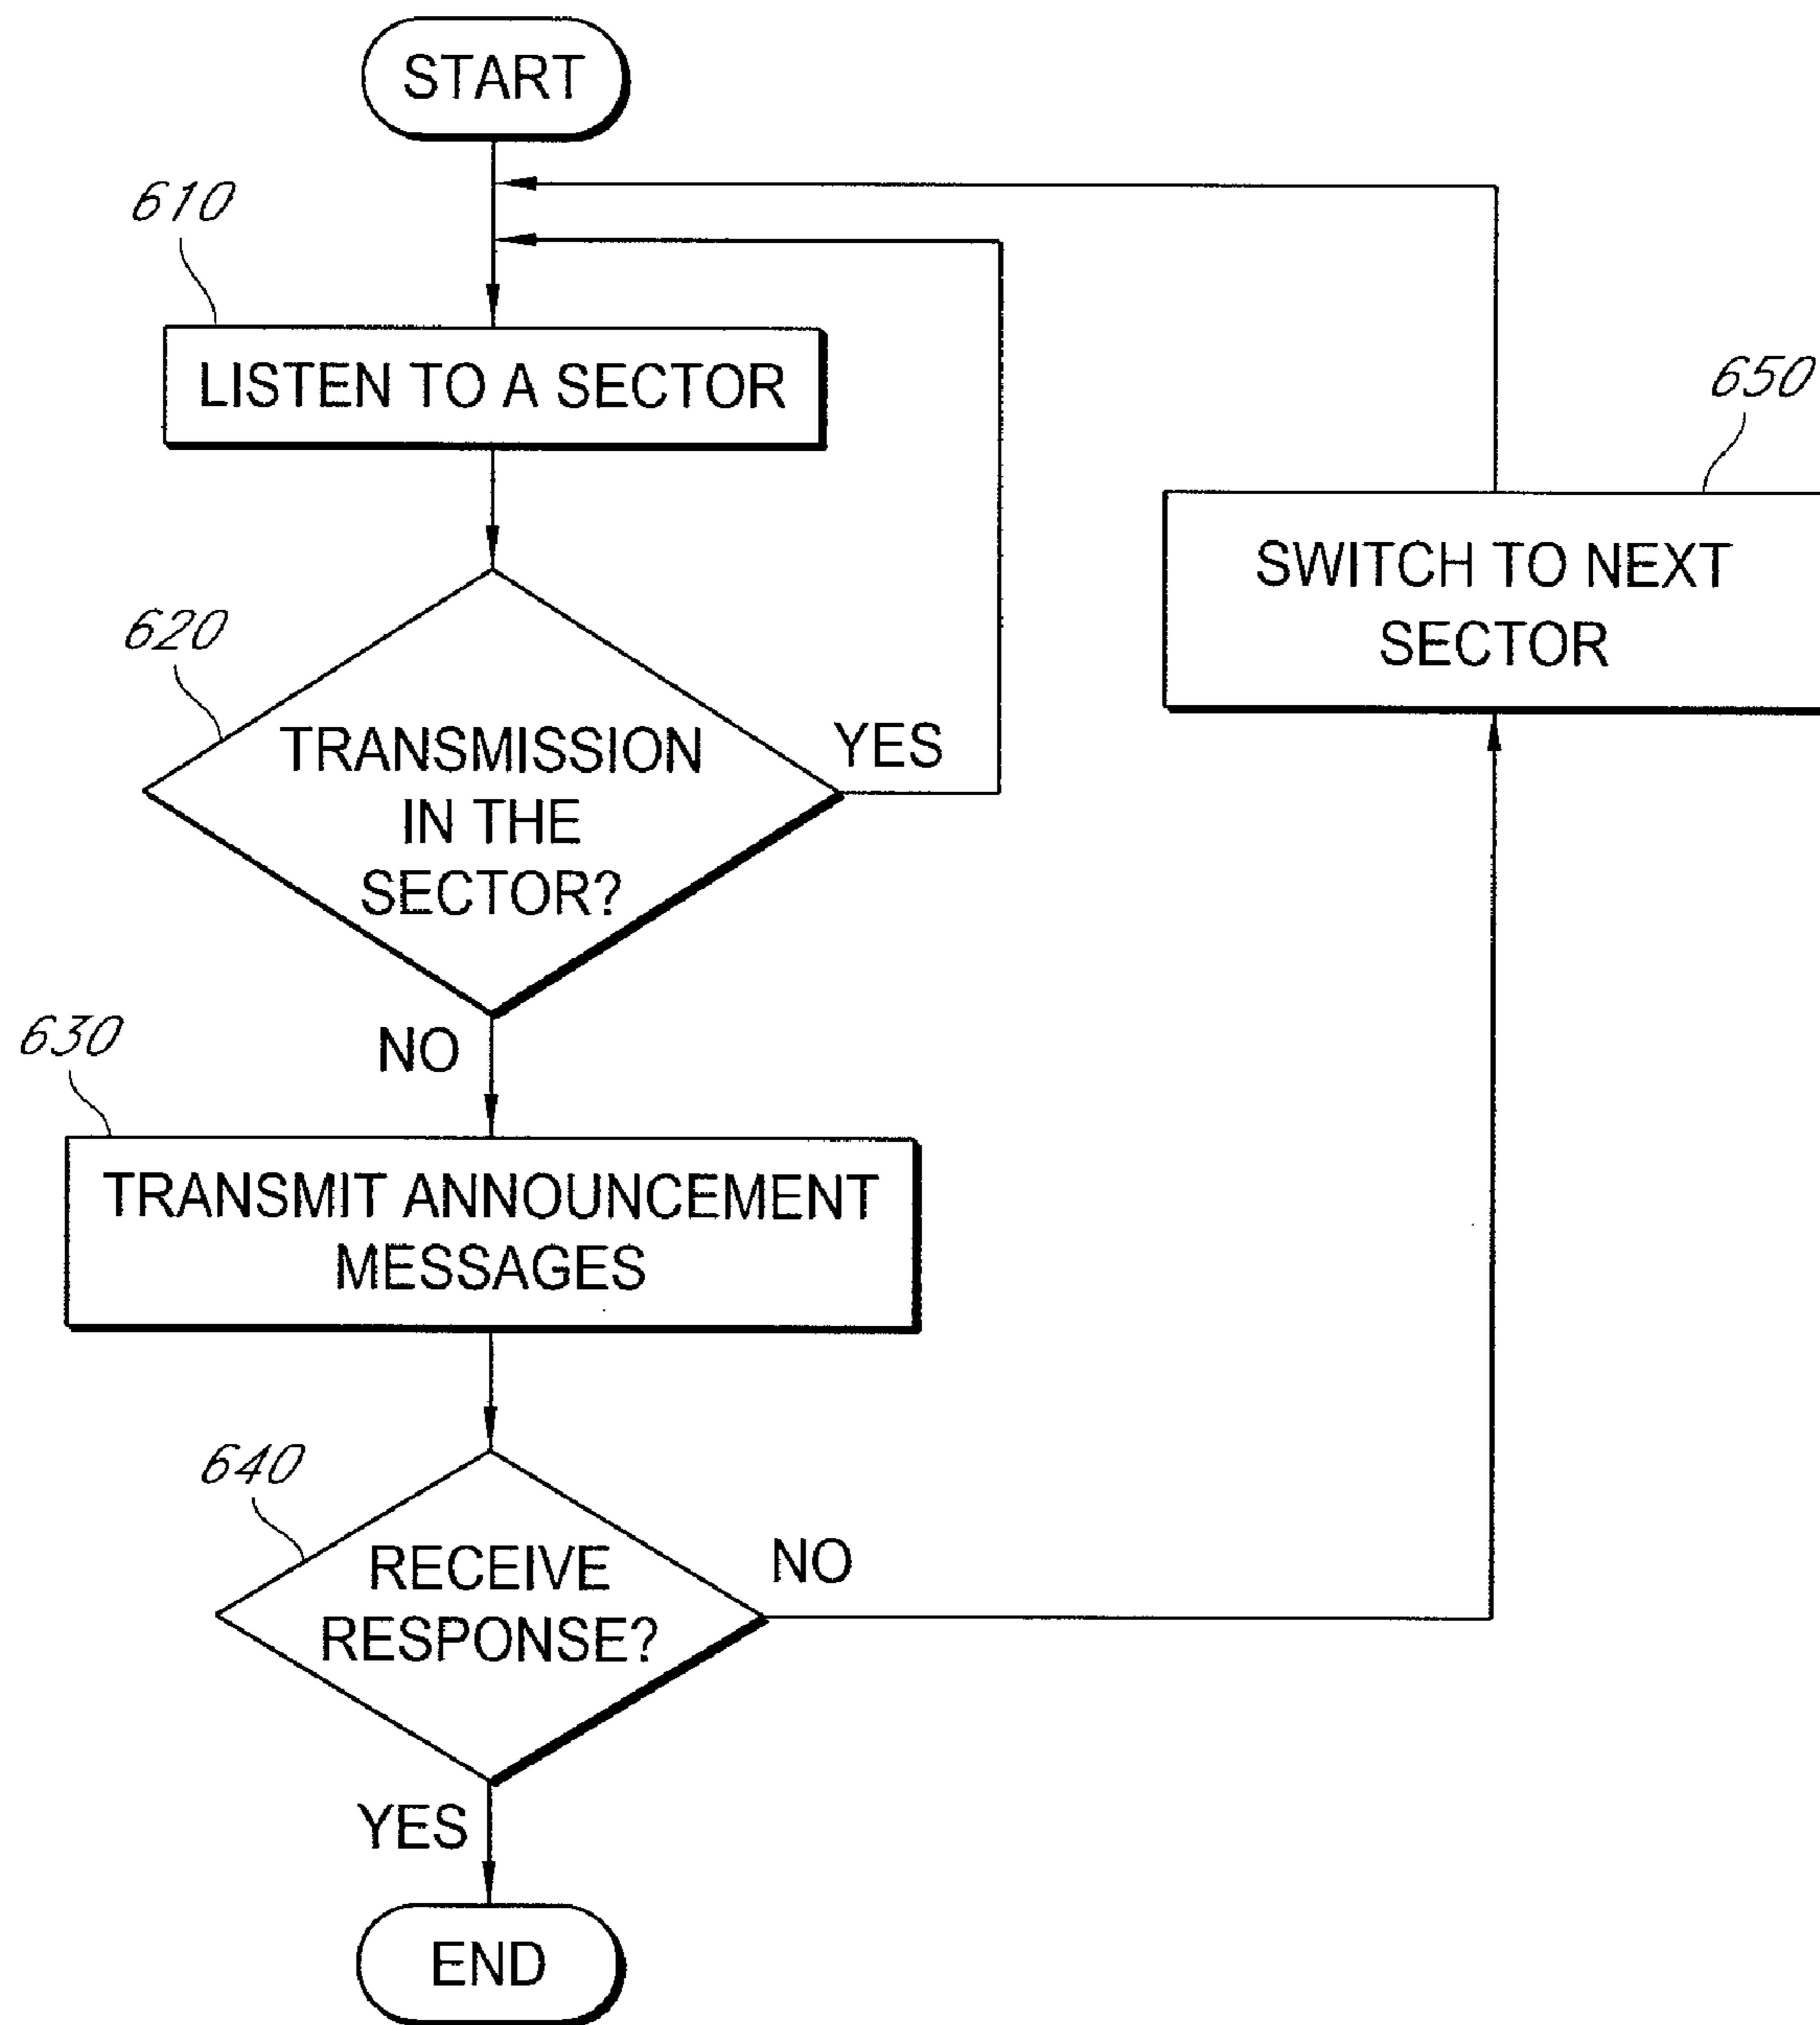 START
610
LISTEN TO A SECTOR
650
SWITCH TO NEXT
SECTOR
620
TRANSMISSION
IN THE
SECTOR?
YES
NO
630
TRANSMIT ANNOUNCEMENT
MESSAGES
640
RECEIVE
RESPONSE?
NO
YES
END